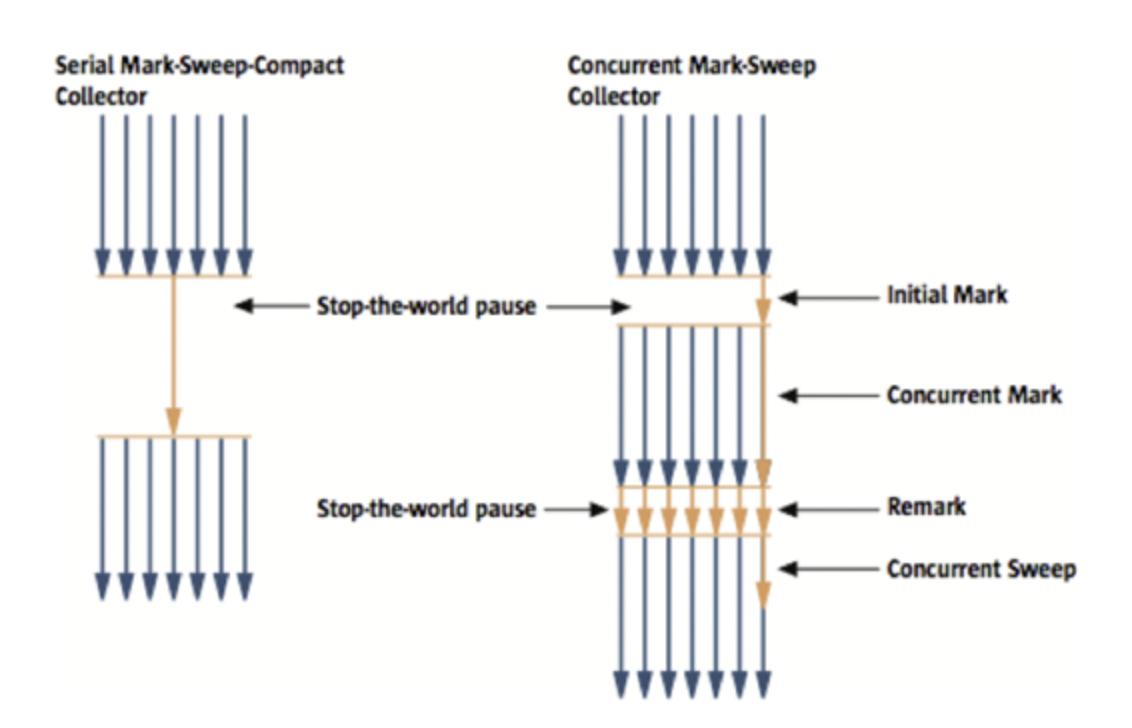 Serial Mark-Sweep-Compact
Collector
Concurrent Mark-Sweep
Collector
Stop-the-world pause
Initial Mark
Concurrent Mark
Stop-the-world pause
Remark
Concurrent Sweep